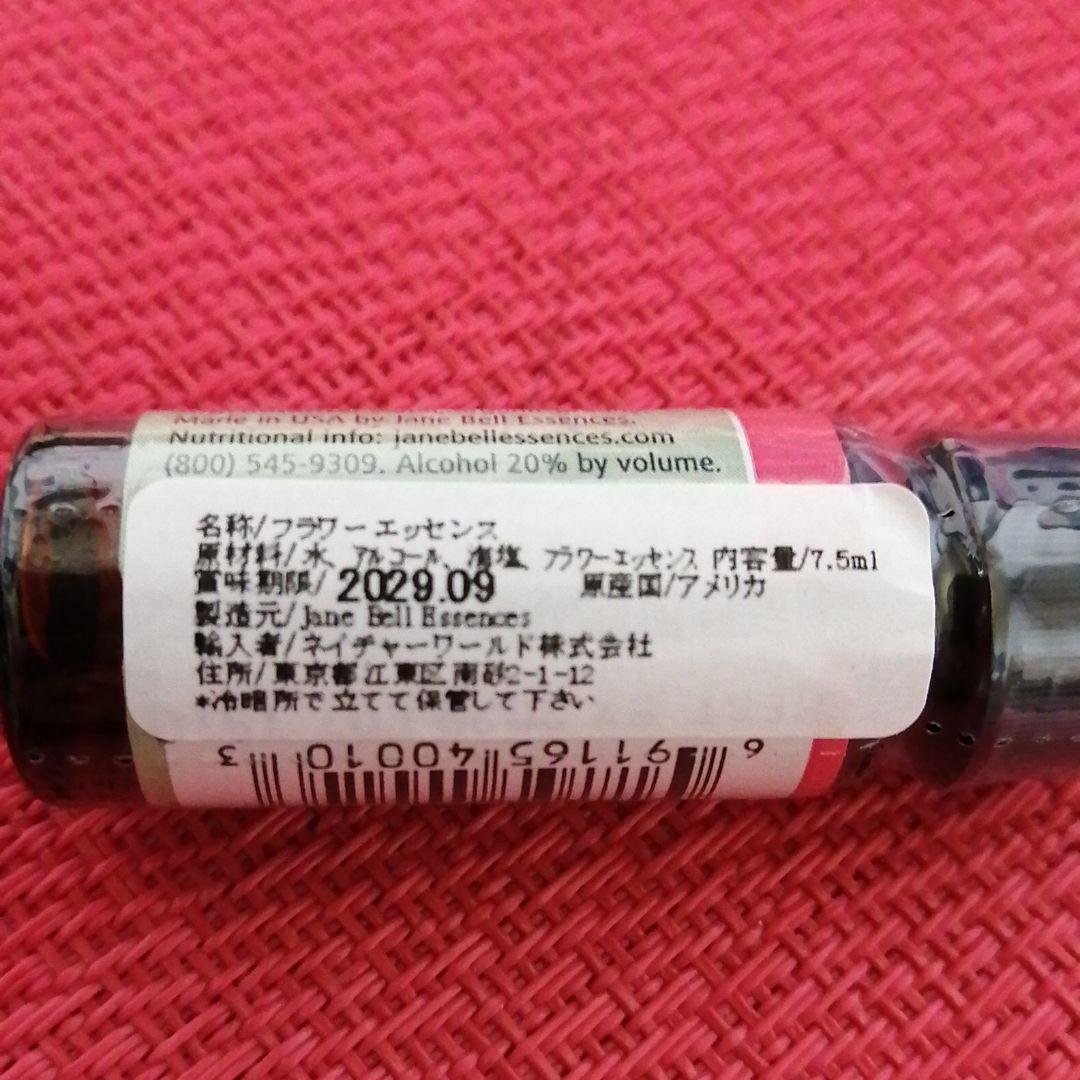 Made in USA by Jane Bell Essences.
Nutritional info: janebellessences.com
(800) 545-9309. Alcohol 20% by volume.
名称/フラワーエッセンス
原材料/水、アルコール、海塩、フラワーエッセンス 内容量/7.5ml
賞味期限/ 2029.09 原産国/アメリカ
製造元/Jane Bell Essences
輸入者/ネイチャーワールド株式会社
住所/東京都江東区南砂2-1-12
*冷暗所で立てて保管して下さい
6 91165 40010 3